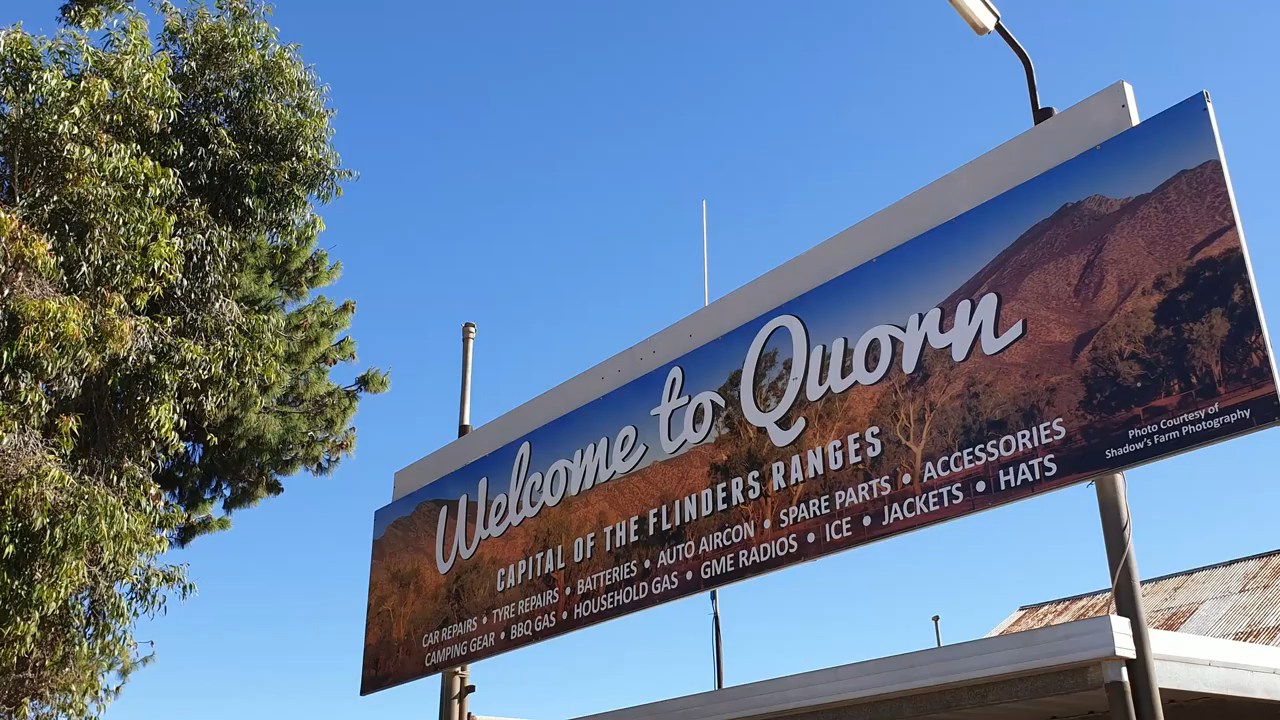 Welcome to Quorn
CAPITAL OF THE FLINDERS RANGES
CAR REPAIRS • TYRE REPAIRS • BATTERIES • AUTO AIRCON • SPARE PARTS • ACCESSORIES
CAMPING GEAR • BBQ GAS • HOUSEHOLD GAS • GME RADIOS • ICE • JACKETS • HATS
Photo Courtesy of
Shadow's Farm Photography